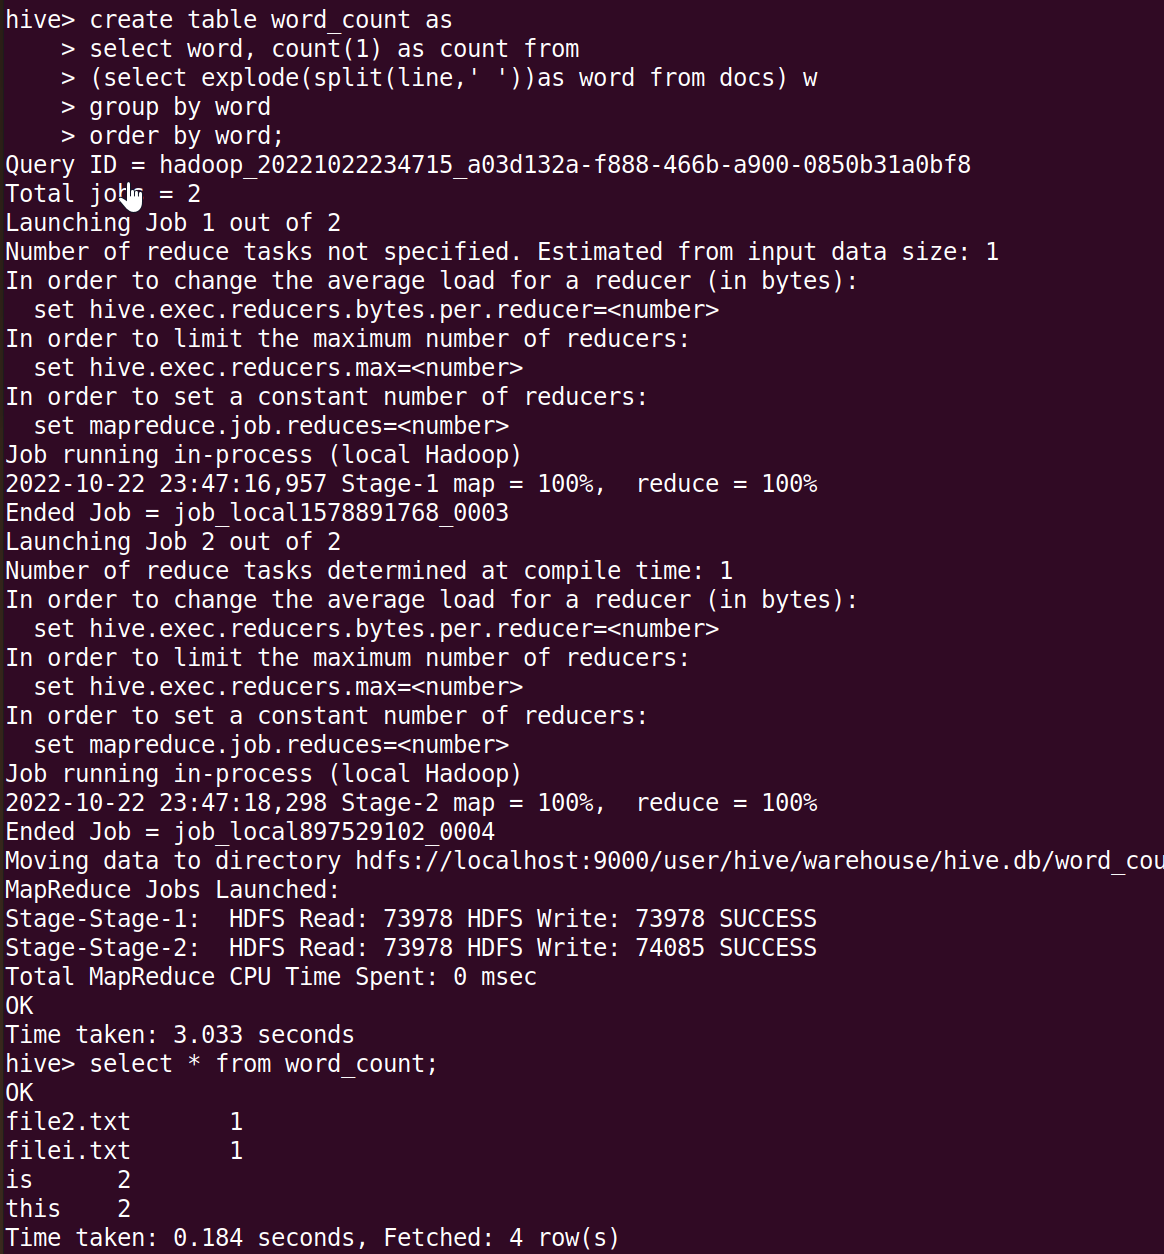 hive> create table word_count as
    > select word, count(1) as count from
    > (select explode(split(line,' '))as word from docs) w
    > group by word
    > order by word;
Query ID = hadoop_20221022234715_a03d132a-f888-466b-a900-0850b31a0bf8
Total jobs = 2
Launching Job 1 out of 2
Number of reduce tasks not specified. Estimated from input data size: 1
In order to change the average load for a reducer (in bytes):
  set hive.exec.reducers.bytes.per.reducer=<number>
In order to limit the maximum number of reducers:
  set hive.exec.reducers.max=<number>
In order to set a constant number of reducers:
  set mapreduce.job.reduces=<number>
Job running in-process (local Hadoop)
2022-10-22 23:47:16,957 Stage-1 map = 100%,  reduce = 100%
Ended Job = job_local1578891768_0003
Launching Job 2 out of 2
Number of reduce tasks determined at compile time: 1
In order to change the average load for a reducer (in bytes):
  set hive.exec.reducers.bytes.per.reducer=<number>
In order to limit the maximum number of reducers:
  set hive.exec.reducers.max=<number>
In order to set a constant number of reducers:
  set mapreduce.job.reduces=<number>
Job running in-process (local Hadoop)
2022-10-22 23:47:18,298 Stage-2 map = 100%,  reduce = 100%
Ended Job = job_local897529102_0004
Moving data to directory hdfs://localhost:9000/user/hive/warehouse/hive.db/word_cou
MapReduce Jobs Launched:
Stage-Stage-1:  HDFS Read: 73978 HDFS Write: 73978 SUCCESS
Stage-Stage-2:  HDFS Read: 73978 HDFS Write: 74085 SUCCESS
Total MapReduce CPU Time Spent: 0 msec
OK
Time taken: 3.033 seconds
hive> select * from word_count;
OK
file2.txt       1
filei.txt       1
is      2
this    2
Time taken: 0.184 seconds, Fetched: 4 row(s)